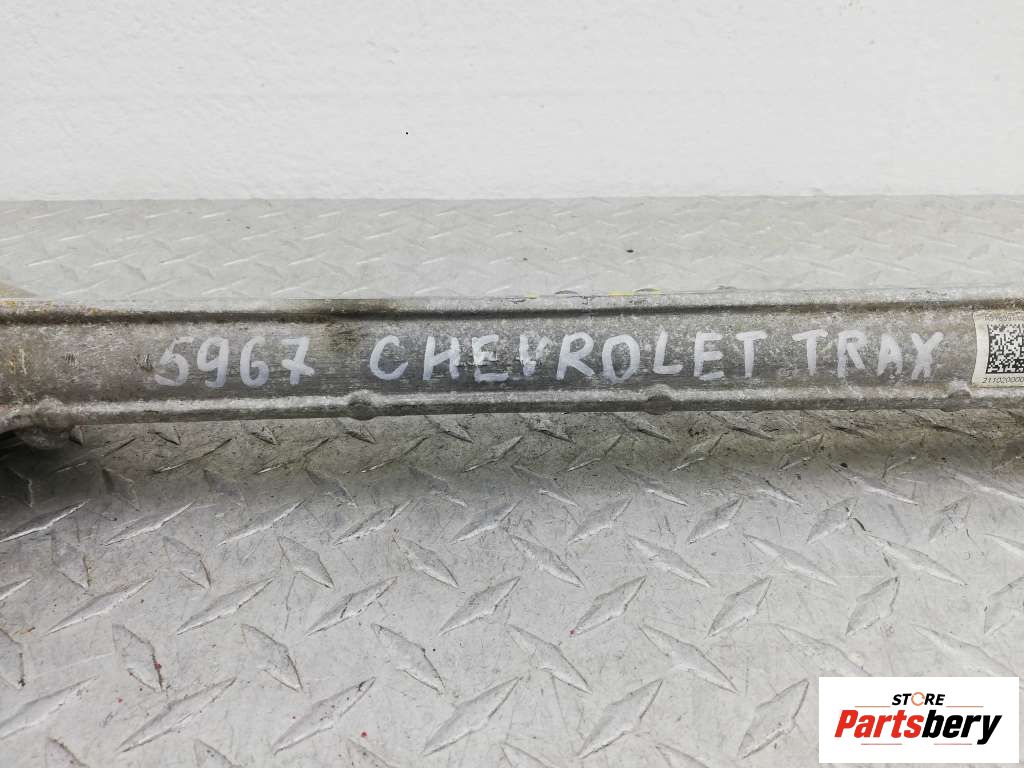 5967 CHEVROLET TRAX
STORE
Partsbery